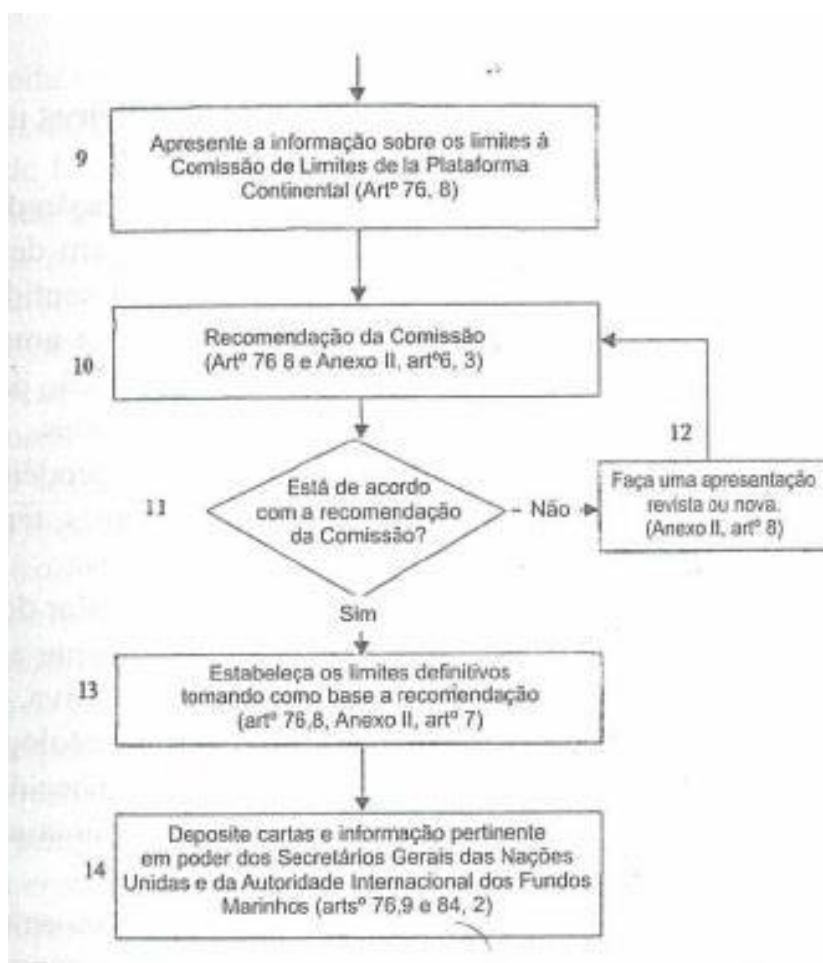 9
Apresente a informação sobre os limites à
Comissão de Limites de la Plataforma
Continental (Artº 76, 8)
10
Recomendação da Comissão
(Artº 76 8 e Anexo II, artº6, 3)
11
Está de acordo
com a recomendação
da Comissão?
Não
12
Faça uma apresentação
revista ou nova.
(Anexo II, artº 8)
Sim
13
Estabeleça os limites definitivos
tomando como base a recomendação
(artº 76,8, Anexo II, artº 7)
14
Deposite cartas e informação pertinente
em poder dos Secretários Gerais das Nações
Unidas e da Autoridade Internacional dos Fundos
Marinhos (artsº 76,9 e 84, 2)